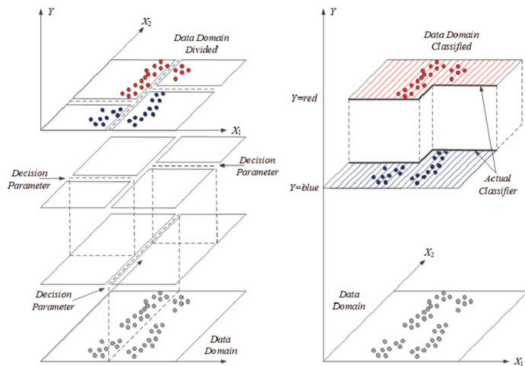 Y
X₂
Data Domain
Divided
X₁
Decision
Parameter
Decision
Parameter
Decision
Parameter
Data
Domain
Y
Data Domain
Classified
Y=red
Y=blue
Actual
Classifier
X₂
Data
Domain
X₁